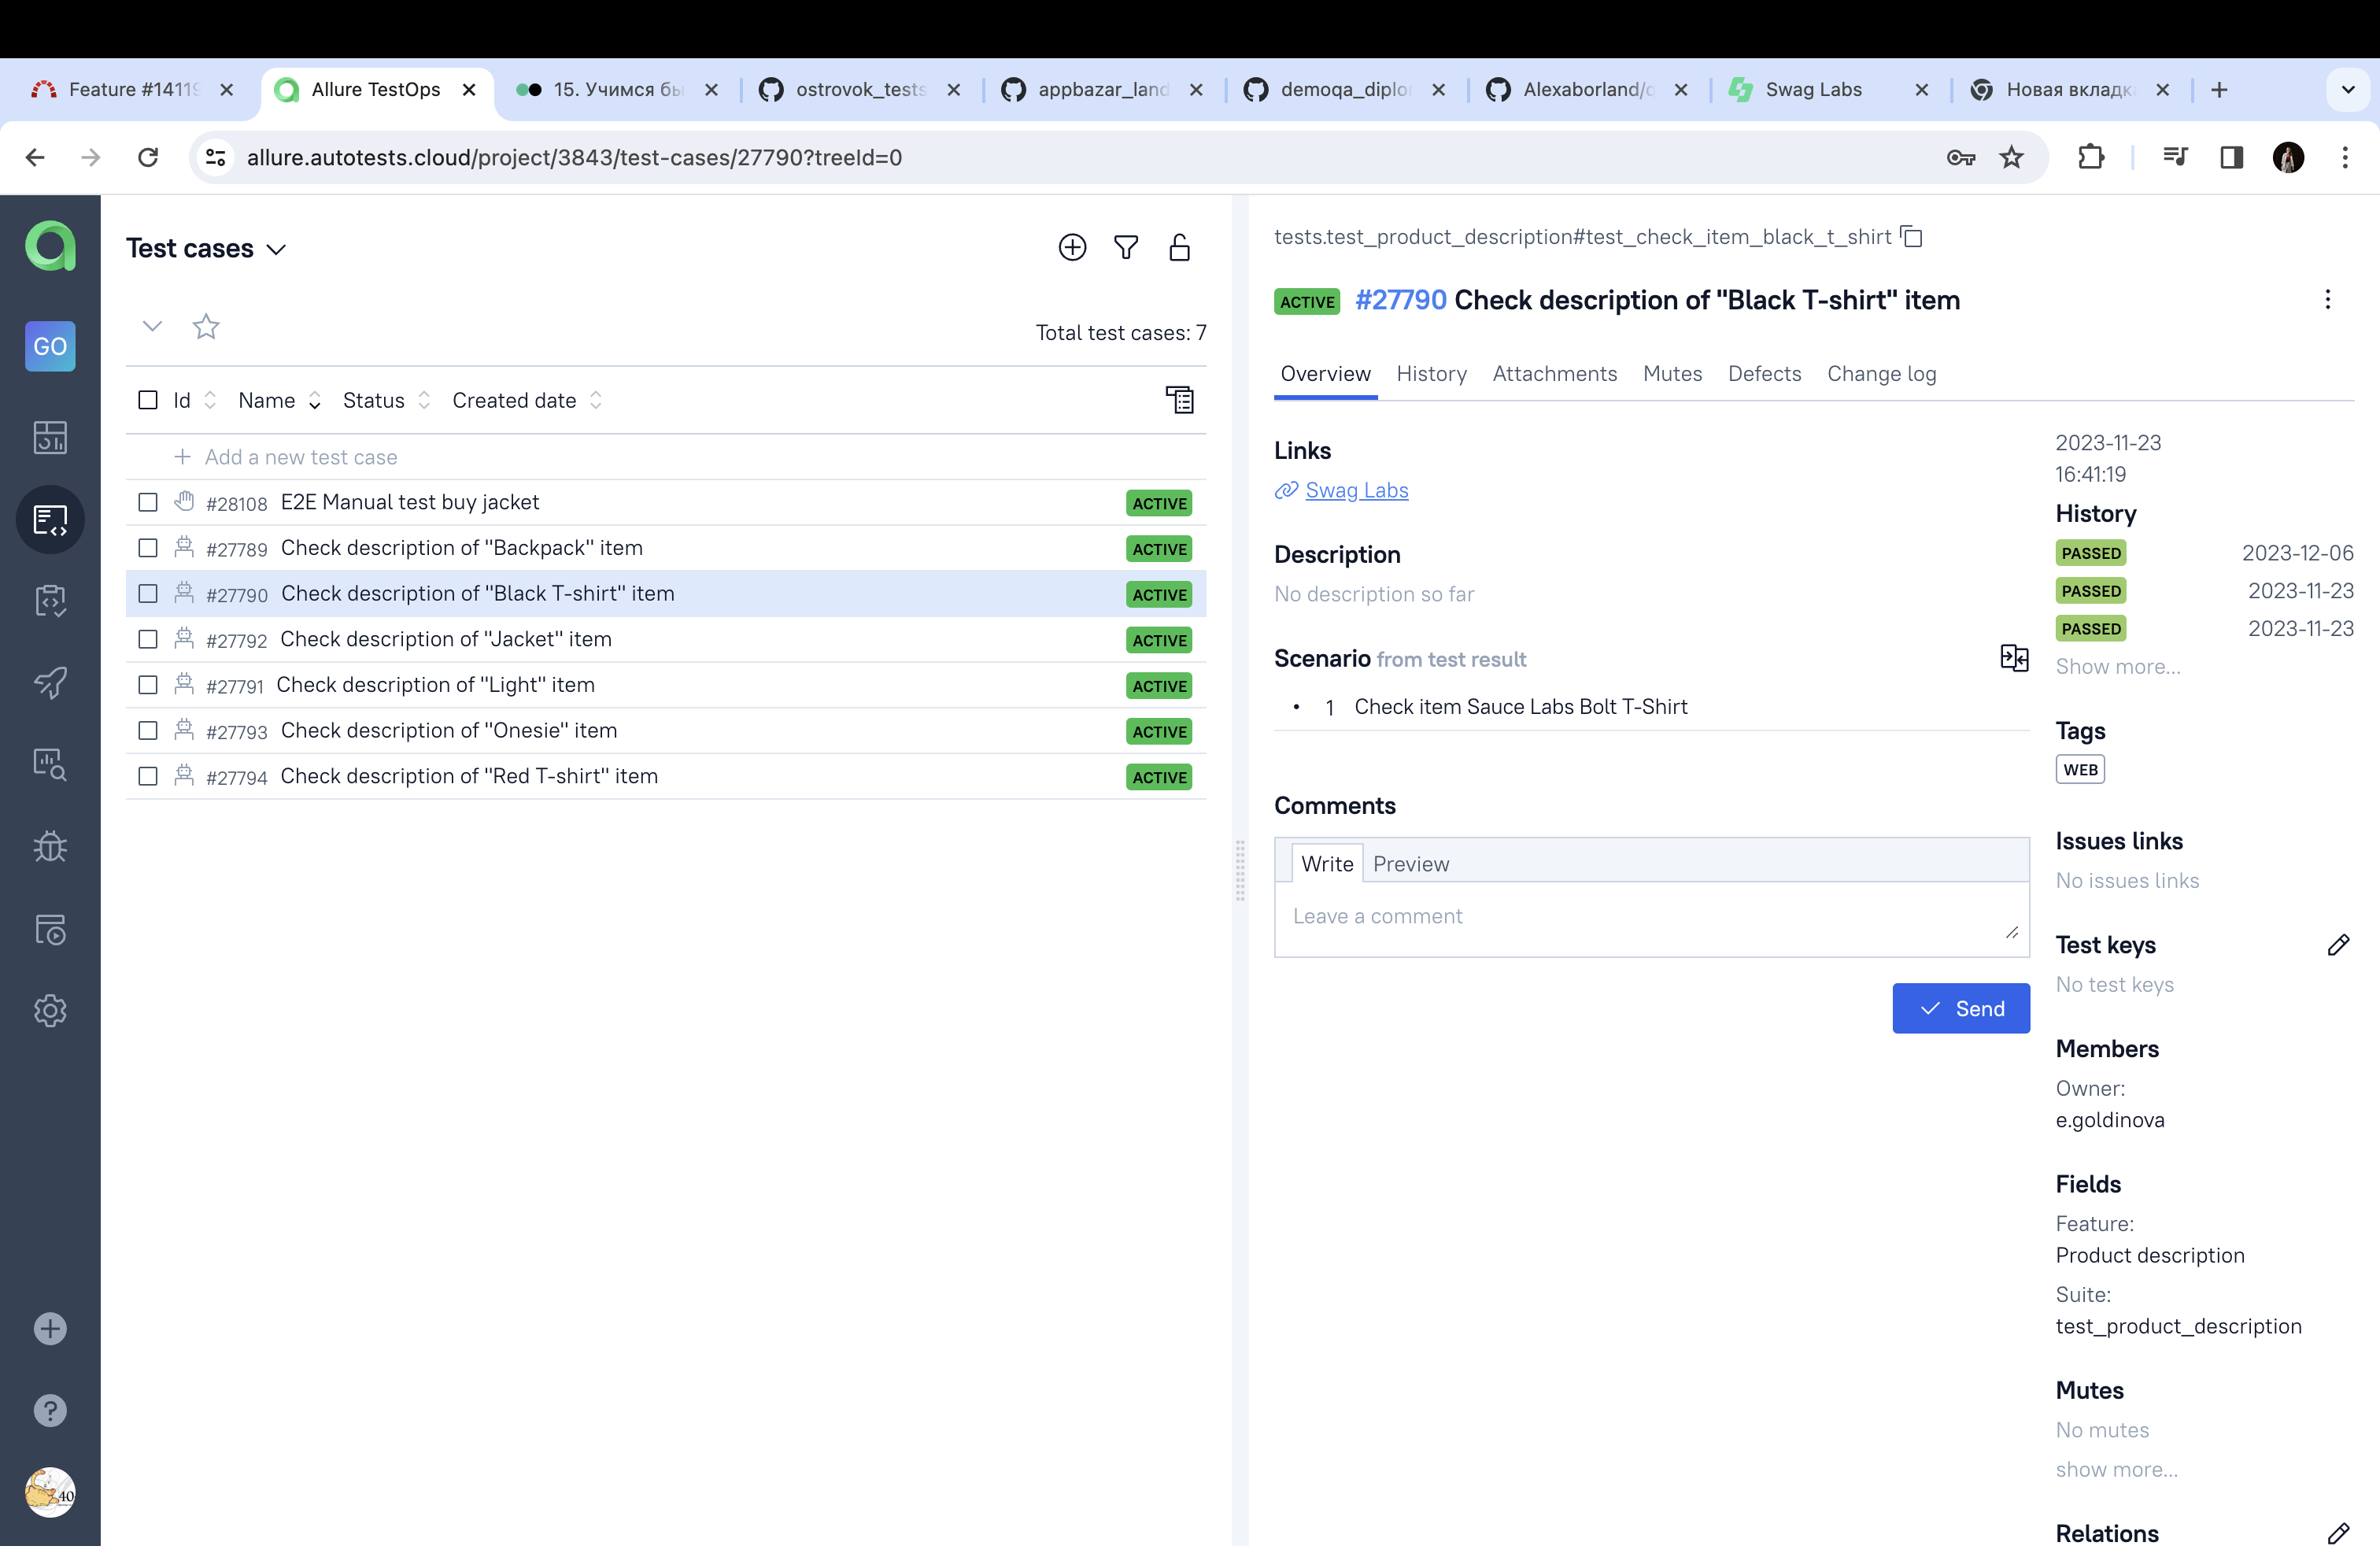 Feature #14119
Allure TestOps
15. Учимся бы
ostrovok_tests
appbazar_land
demoqa_diplo
Alexaborland/
Swag Labs
Новая вкладка
allure.autotests.cloud/project/3843/test-cases/27790?treeId=0
GO
Test cases
Total test cases: 7
Id Name Status Created date
Add a new test case
#28108 E2E Manual test buy jacket ACTIVE
#27789 Check description of "Backpack" item ACTIVE
#27790 Check description of "Black T-shirt" item ACTIVE
#27792 Check description of "Jacket" item ACTIVE
#27791 Check description of "Light" item ACTIVE
#27793 Check description of "Onesie" item ACTIVE
#27794 Check description of "Red T-shirt" item ACTIVE
40
tests.test_product_description#test_check_item_black_t_shirt
ACTIVE #27790 Check description of "Black T-shirt" item
Overview History Attachments Mutes Defects Change log
Links
Swag Labs
Description
No description so far
Scenario from test result
• 1 Check item Sauce Labs Bolt T-Shirt
Comments
Write Preview
Leave a comment
Send
2023-11-23
16:41:19
History
PASSED 2023-12-06
PASSED 2023-11-23
PASSED 2023-11-23
Show more...
Tags
WEB
Issues links
No issues links
Test keys
No test keys
Members
Owner:
e.goldinova
Fields
Feature:
Product description
Suite:
test_product_description
Mutes
No mutes
show more...
Relations